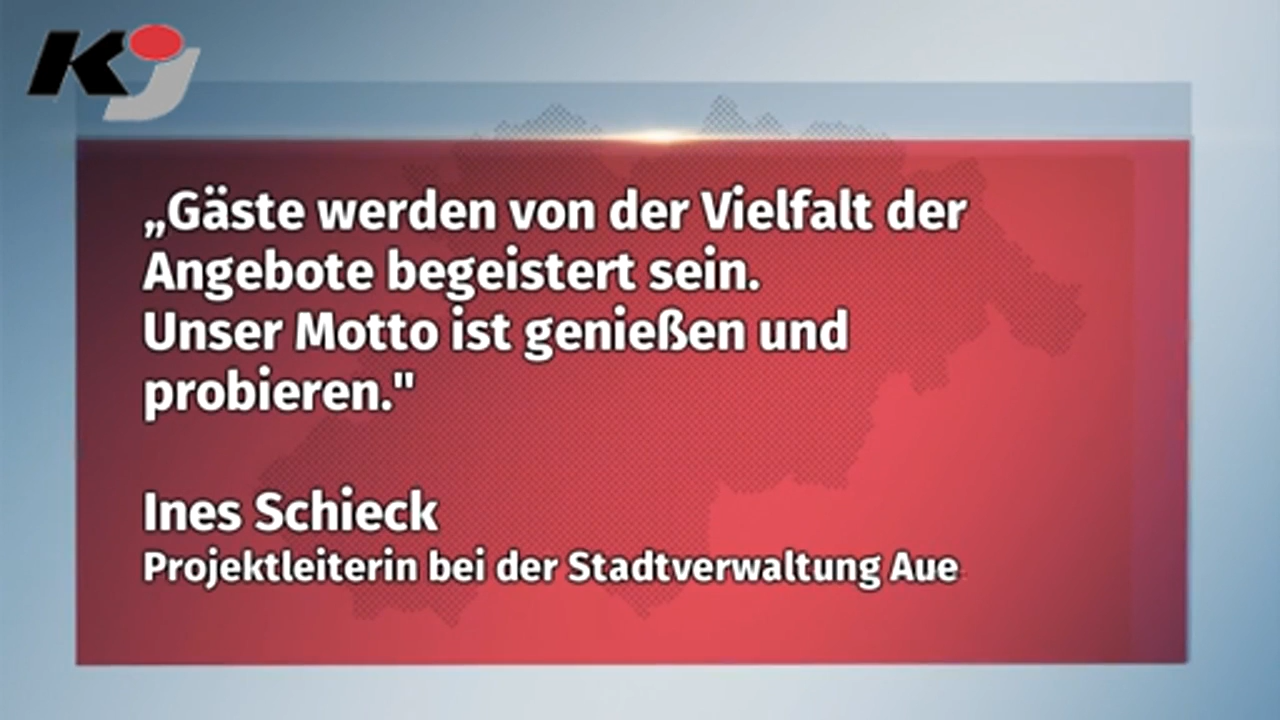 KJ
„Gäste werden von der Vielfalt der
Angebote begeistert sein.
Unser Motto ist genießen und
probieren."
Ines Schieck
Projektleiterin bei der Stadtverwaltung Aue